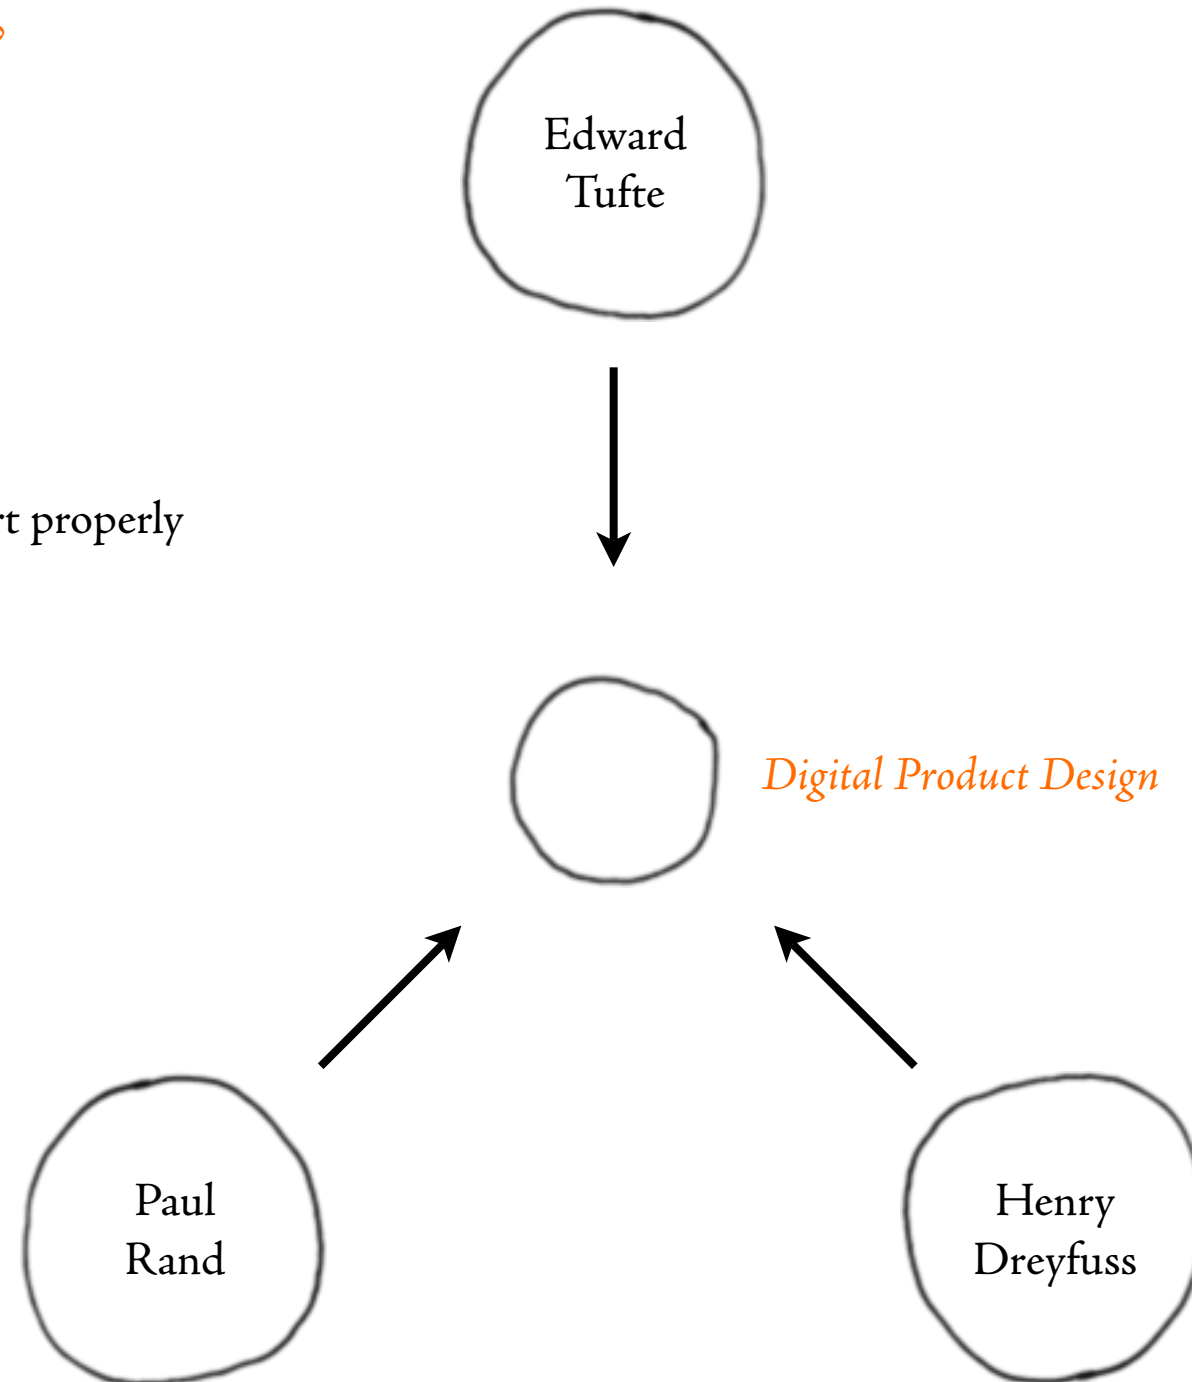 Edward
Tufte
properly
Digital Product Design
Paul
Rand
Henry
Dreyfuss